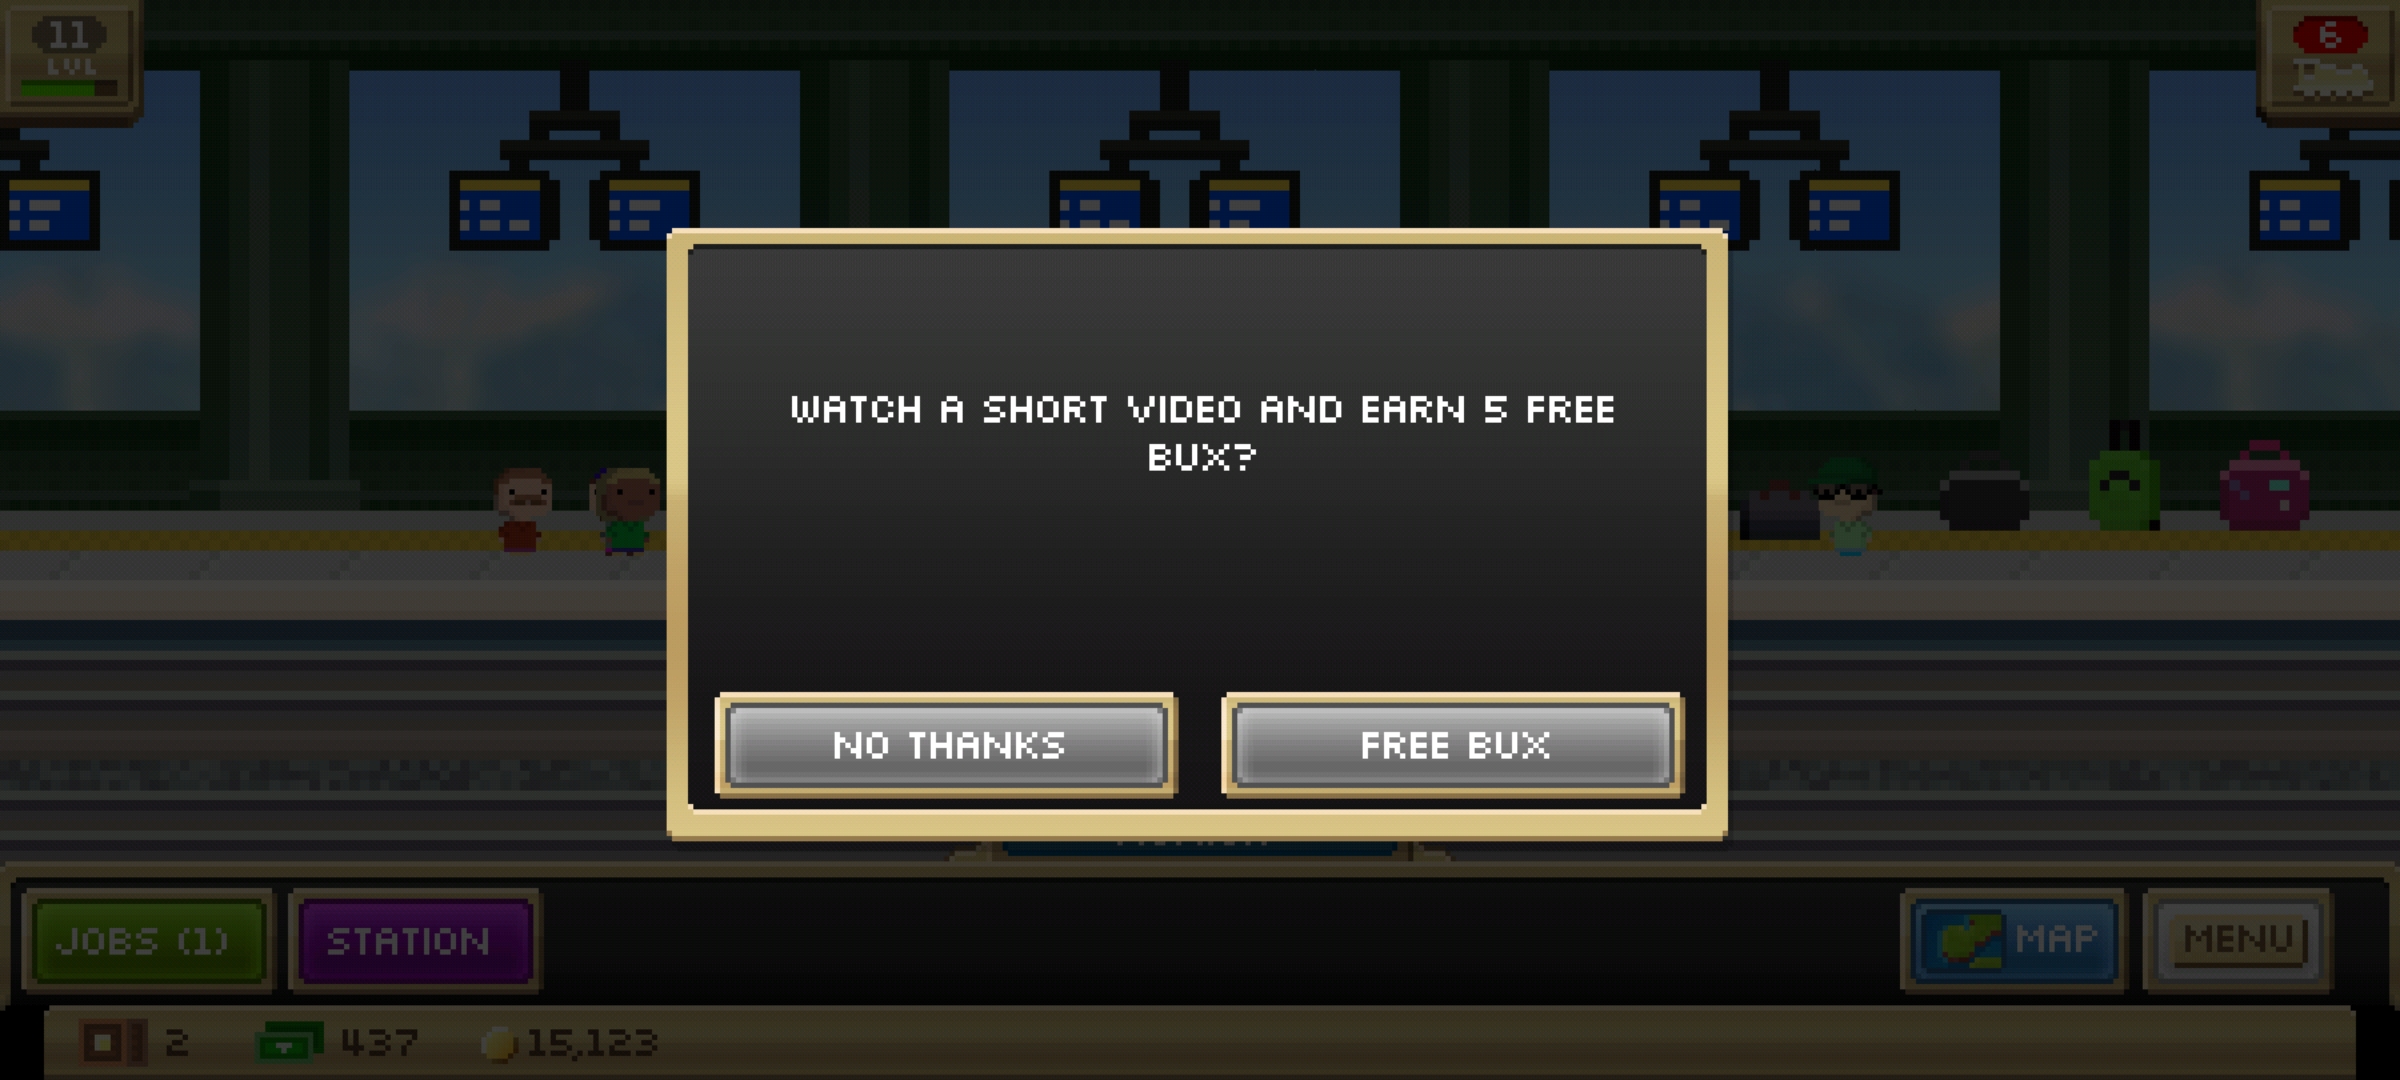 11
LVL
6
WATCH A SHORT VIDEO AND EARN 5 FREE
BUX?
NO THANKS
FREE BUX
JOBS (1)
STATION
MAP
MENU
2
437
15,123